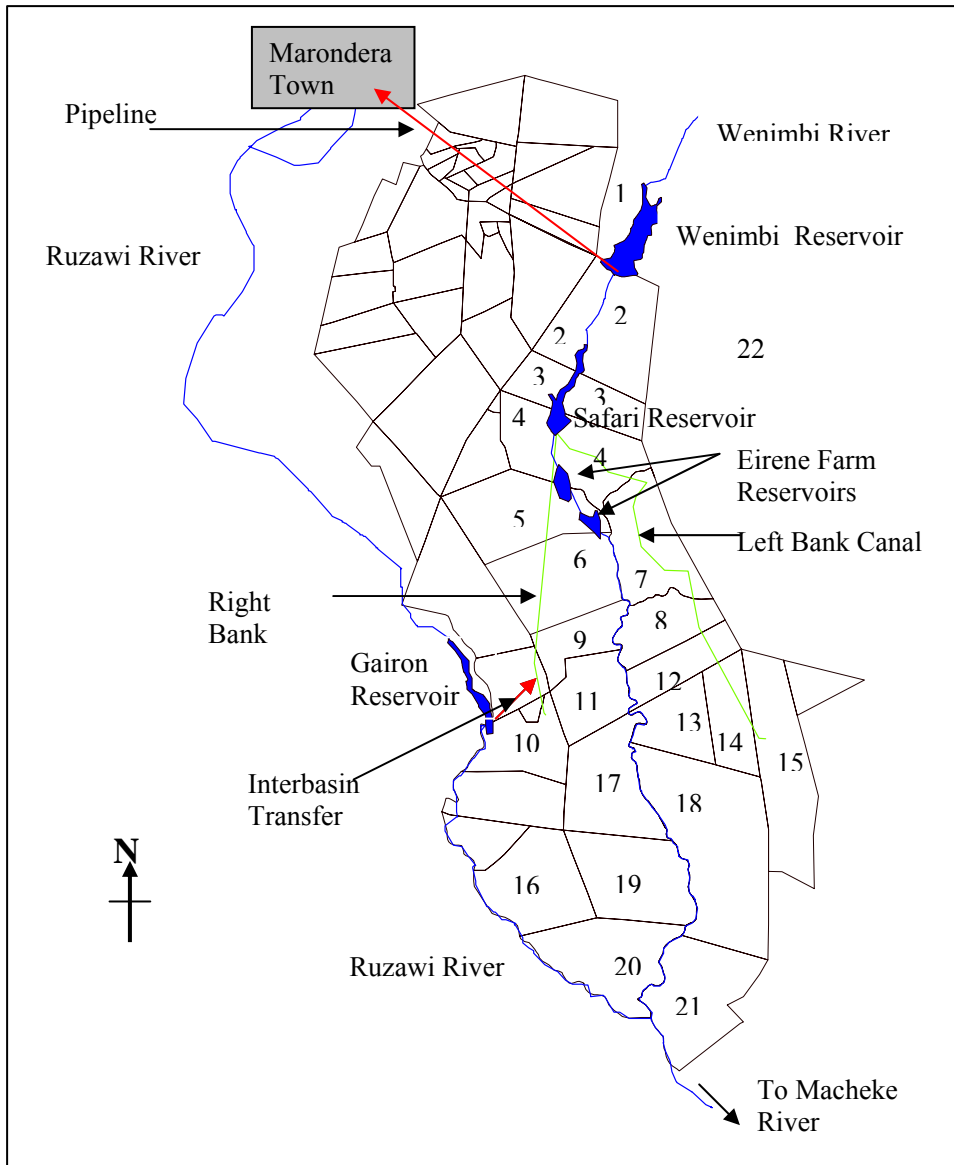 Marondera
Town
Pipeline
Wenimbi River
1
Ruzawi River
Wenimbi Reservoir
2
2
22
3
3
4
Safari Reservoir
4
Eirene Farm
Reservoirs
5
Left Bank Canal
6
7
Right
Bank
8
9
Gairon
Reservoir
12
11
13
10
14
15
Interbasin
Transfer
17
18
N
16
19
Ruzawi River
20
21
To Macheke
River